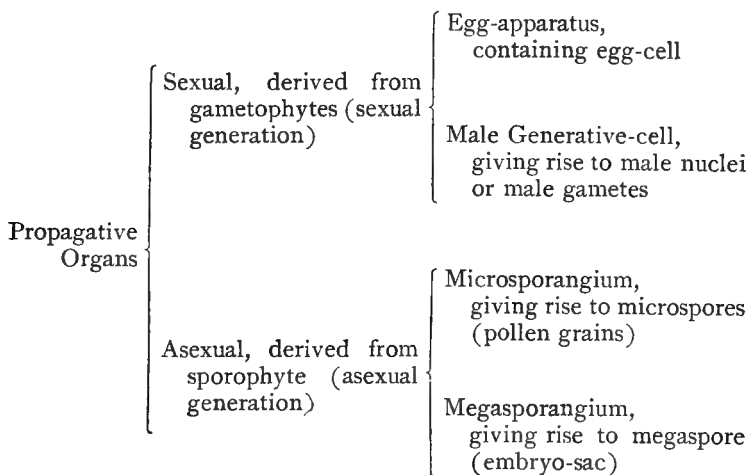 Propagative
Organs
Sexual, derived from
gametophytes (sexual
generation)
Egg-apparatus,
containing egg-cell
Male Generative-cell,
giving rise to male nuclei
or male gametes
Asexual, derived from
sporophyte (asexual
generation)
Microsporangium,
giving rise to microspores
(pollen grains)
Megasporangium,
giving rise to megaspore
(embryo-sac)